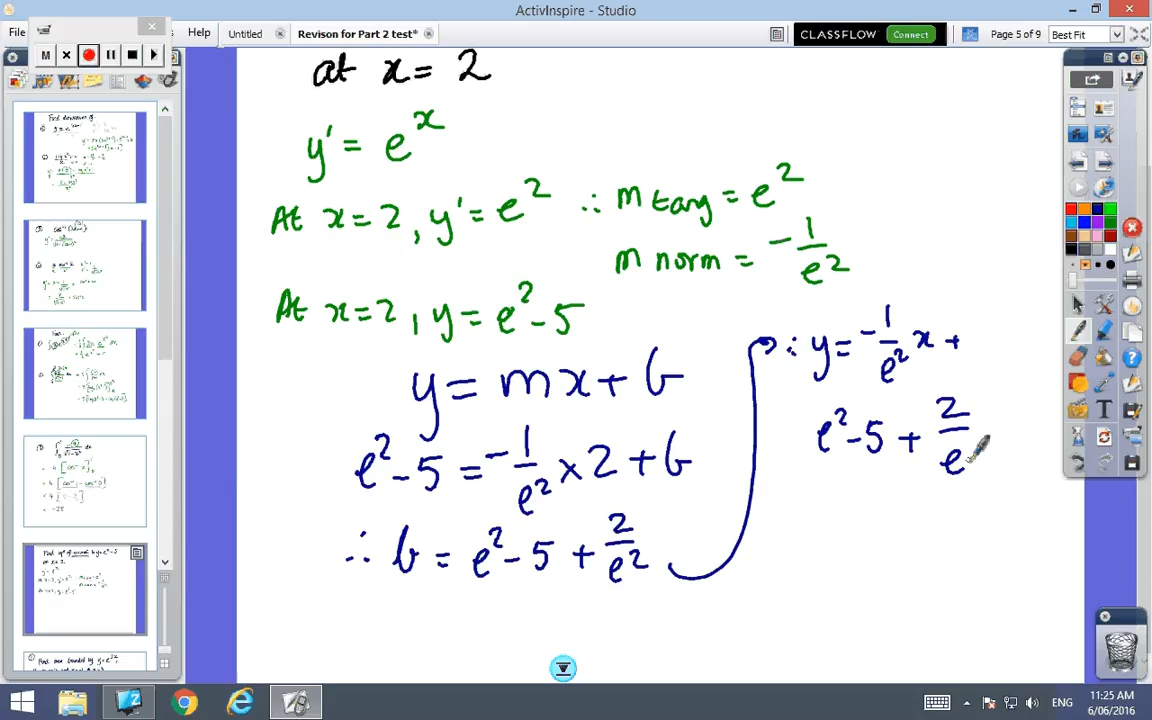 ActivInspire - Studio
File
Help
Untitled
Revison for Part 2 test*
CLASSFLOW
Connect
Page 5 of 9
Best Fit
M
at x = 2
y' = e^x
At x=2, y' = e^2 ∴ m tang = e^2
m norm = -1/e^2
At x=2, y = e^2 - 5
y = mx + b
e^2 - 5 = -1/e^2 × 2 + b
∴ b = e^2 - 5 + 2/e^2
∴ y = -1/e^2 x +
e^2 - 5 + 2/e
ENG
11:25 AM
6/06/2016